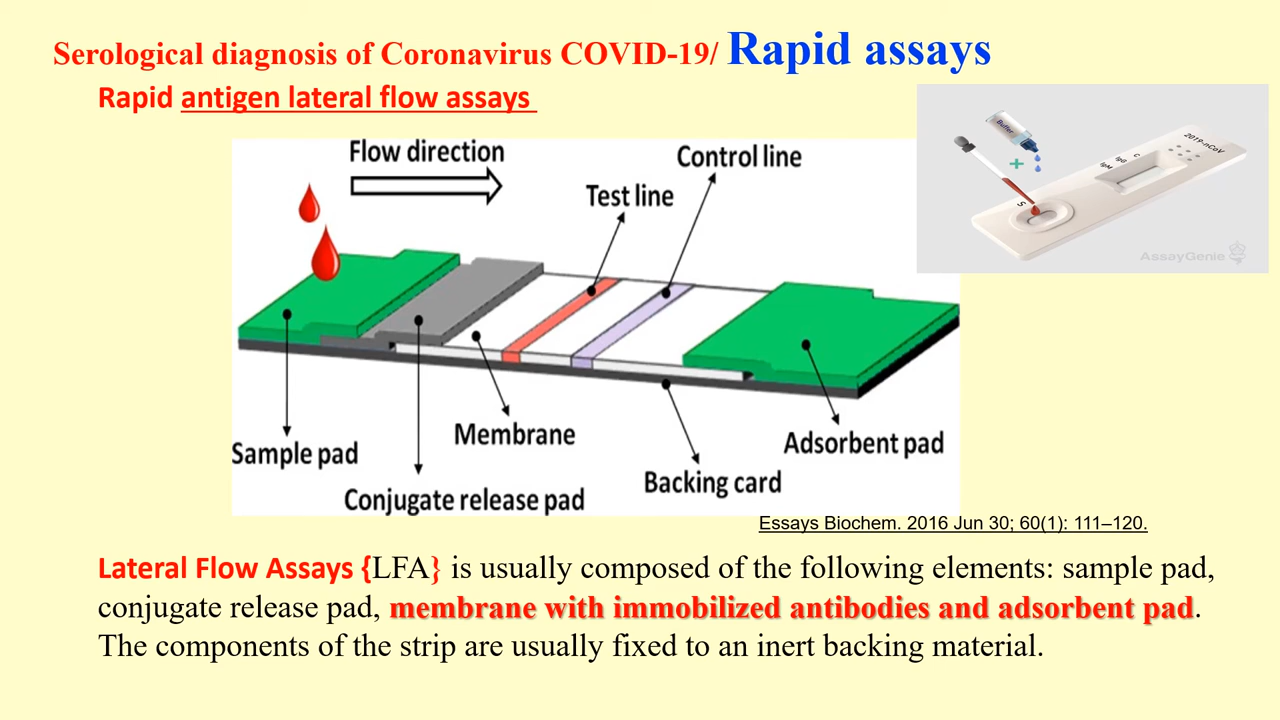 Serological diagnosis of Coronavirus COVID-19/ Rapid assays
Rapid antigen lateral flow assays
Flow direction
Control line
Test line
Sample pad
Conjugate release pad
Membrane
Backing card
Adsorbent pad
Buffer
+
2019-nCoV
C
IgG
IgM
S
AssayGenie
Essays Biochem. 2016 Jun 30; 60(1): 111–120.
Lateral Flow Assays {LFA} is usually composed of the following elements: sample pad,
conjugate release pad, membrane with immobilized antibodies and adsorbent pad.
The components of the strip are usually fixed to an inert backing material.